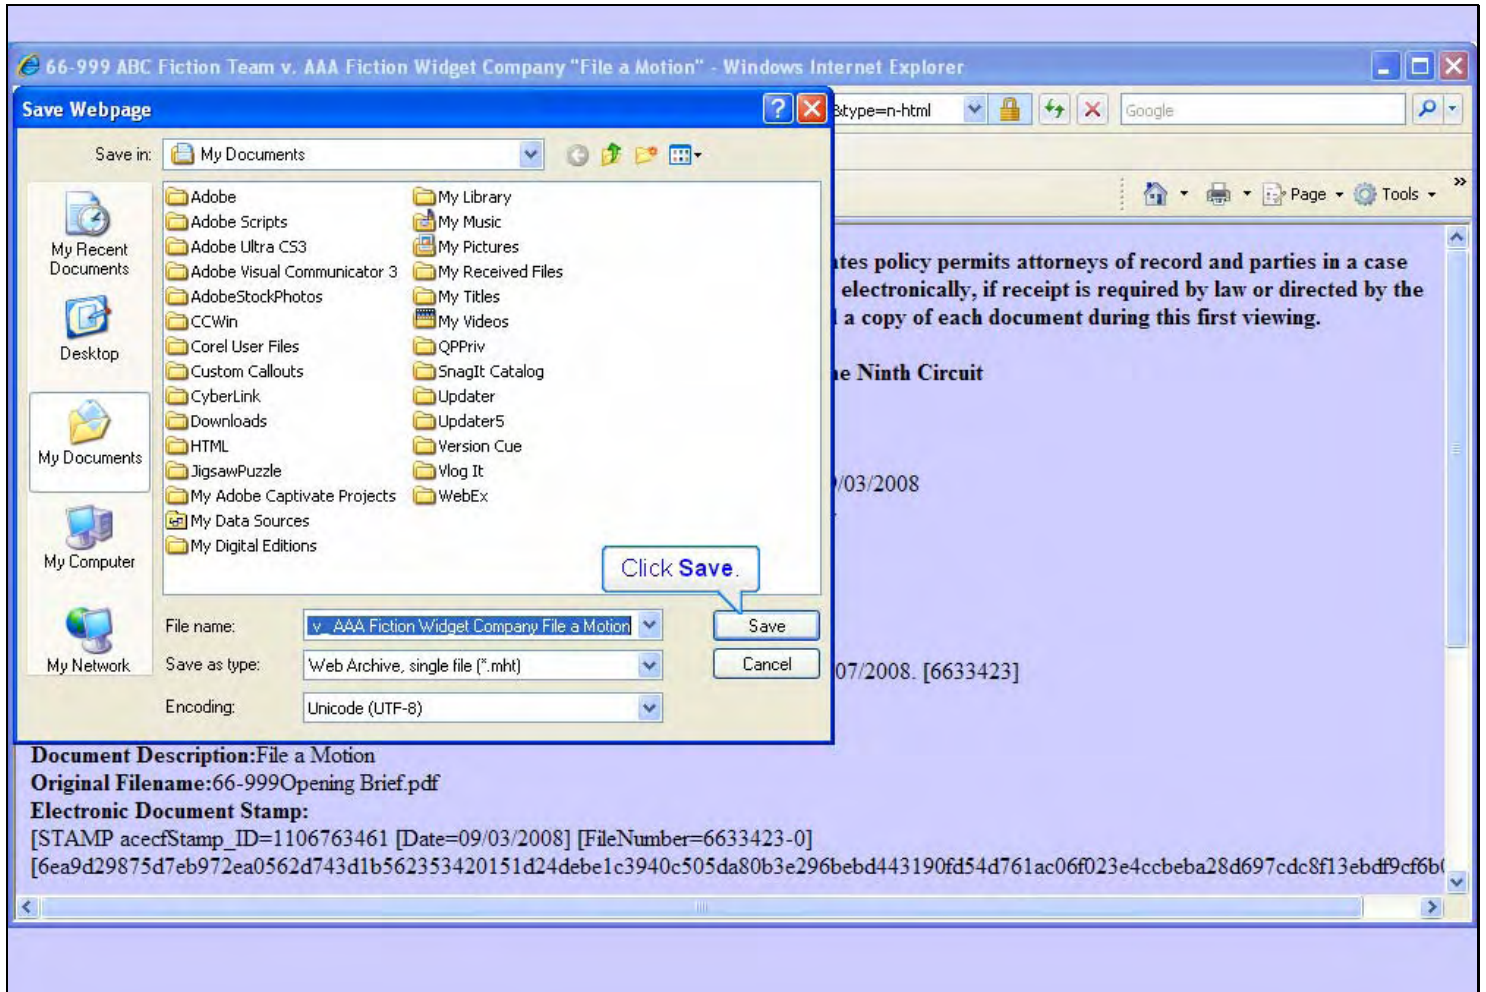 66-999 ABC Fiction Team v. AAA Fiction Widget Company "File a Motion" - Windows Internet Explorer
Save Webpage
&type=n-html
Google
Save in:
My Documents
Page
Tools
My Recent Documents
Desktop
My Documents
My Computer
My Network
Adobe
Adobe Scripts
Adobe Ultra CS3
Adobe Visual Communicator 3
AdobeStockPhotos
CCWin
Corel User Files
Custom Callouts
CyberLink
Downloads
HTML
JigsawPuzzle
My Adobe Captivate Projects
My Data Sources
My Digital Editions
My Library
My Music
My Pictures
My Received Files
My Titles
My Videos
QPPriv
SnagIt Catalog
Updater
Updater5
Version Cue
Vlog It
WebEx
Click Save.
File name:
v_ AAA Fiction Widget Company File a Motion
Save
Save as type:
Web Archive, single file (*.mht)
Cancel
Encoding:
Unicode (UTF-8)
policy permits attorneys of record and parties in a case
electronically, if receipt is required by law or directed by the
a copy of each document during this first viewing.
Ninth Circuit
/03/2008
07/2008. [6633423]
Document Description:File a Motion
Original Filename:66-999Opening Brief.pdf
Electronic Document Stamp:
[STAMP acecfStamp_ID=1106763461 [Date=09/03/2008] [FileNumber=6633423-0]
[6ea9d29875d7eb972ea0562d743d1b562353420151d24debe1c3940c505da80b3e296bebd443190fd54d761ac06f023e4ccbeba28d697cdc8f13ebdf9cf6b